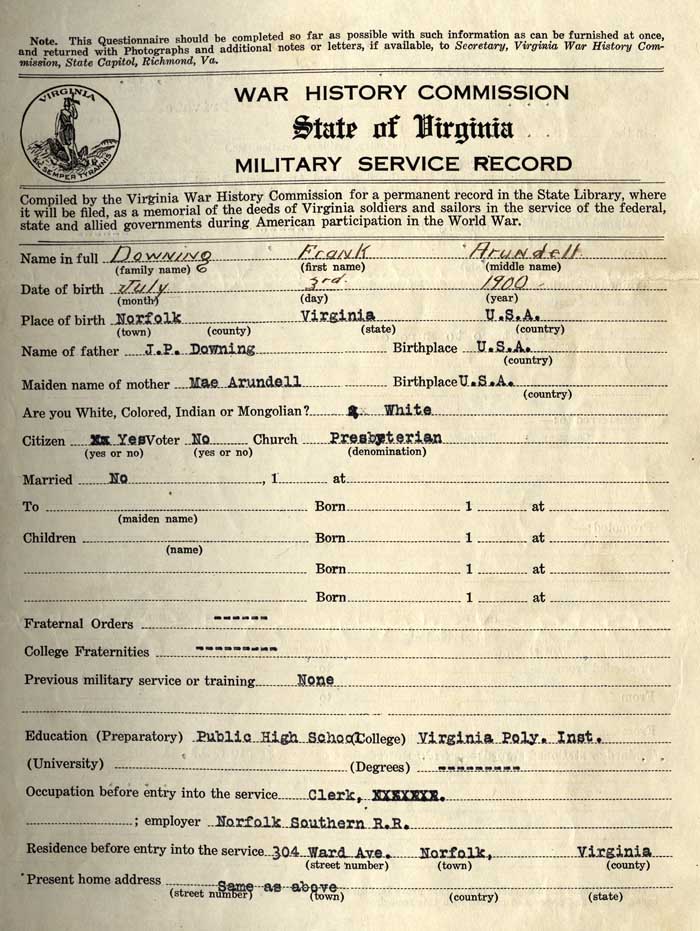 Note. This Questionnaire should be completed so far as possible with such information as can be furnished at once,
and returned with Photographs and additional notes or letters, if available, to Secretary, Virginia War History Com-
mission, State Capitol, Richmond, Va.
VIRGINIA
SIC SEMPER TYRANNIS
WAR HISTORY COMMISSION
State of Virginia
MILITARY SERVICE RECORD
Compiled by the Virginia War History Commission for a permanent record in the State Library, where
it will be filed, as a memorial of the deeds of Virginia soldiers and sailors in the service of the federal,
state and allied governments during American participation in the World War.
Name in full Downing Frank Arundell
(family name) (first name) (middle name)
Date of birth July 3rd. 1900
(month) (day) (year)
Place of birth Norfolk Virginia U.S.A.
(town) (county) (state) (country)
Name of father J.P. Downing Birthplace U.S.A.
(country)
Maiden name of mother Mae Arundell Birthplace U.S.A.
(country)
Are you White, Colored, Indian or Mongolian? White
Citizen xx Yes Voter No Church Presbyterian
(yes or no) (yes or no) (denomination)
Married No , 1 at
To Born 1 at
(maiden name)
Children Born 1 at
(name)
Born 1 at
Born 1 at
Fraternal Orders ------
College Fraternities ---------
Previous military service or training None
Education (Preparatory) Public High School (College) Virginia Poly. Inst.
(University) (Degrees) ---------
Occupation before entry into the service Clerk, XXXXXXX.
; employer Norfolk Southern R.R.
Residence before entry into the service 304 Ward Ave. Norfolk, Virginia
(street number) (town) (county)
Present home address Same as above
(street number) (town) (country) (state)